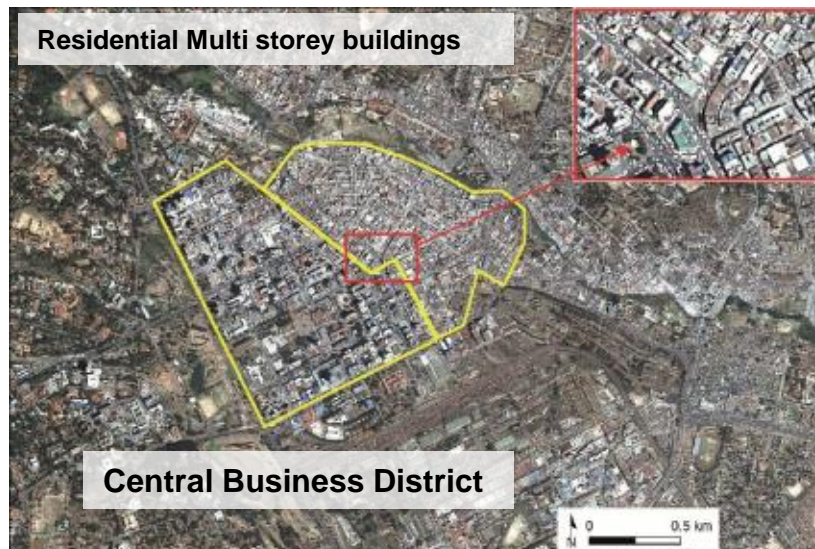 Residential Multi storey buildings
Central Business District
0 0.5 km
N